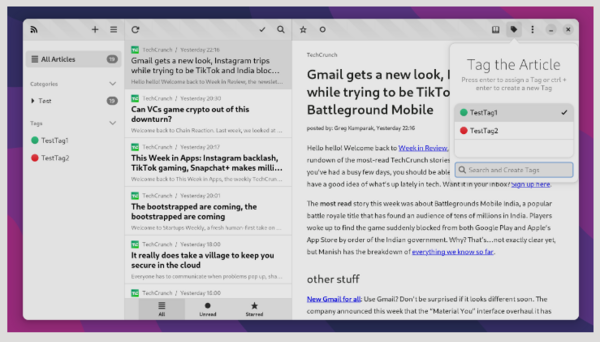 All Articles 19
Categories
Test 19
Tags
TestTag1
TestTag2
TechCrunch / Yesterday 22:16
Gmail gets a new look, Instagram trips
while trying to be TikTok and India bloc…
Hello hello! Welcome back to Week in Review, the newslet…
TechCrunch / Yesterday 20:30
Can VCs game crypto out of this
downturn?
Welcome back to Chain Reaction. Last week, we looked at …
TechCrunch / Yesterday 20:17
This Week in Apps: Instagram backlash,
TikTok gaming, Snapchat+ makes milli…
Welcome back to This Week in Apps, the weekly TechCrun…
TechCrunch / Yesterday 20:01
The bootstrapped are coming, the
bootstrapped are coming
Welcome to Startups Weekly, a fresh human-first take on …
TechCrunch / Yesterday 18:00
It really does take a village to keep you
secure in the cloud
Everyone has to communicate when problems pop up, sha…
TechCrunch / Yesterday 18:00
All
Unread
Starred
TechCrunch
Gmail gets a new look, I
while trying to be TikTo
Battleground Mobile
posted by: Greg Kumparak, Yesterday 22:16
Hello hello! Welcome back to Week in Review,
rundown of the most-read TechCrunch stories
you've had a busy few days, you should be able
have a good idea of what's up lately in tech. Want it in your inbox? Sign up here.
The most read story this week was about Battlegrounds Mobile India, a popular
battle royale title that has found an audience of tens of millions in India. Players
woke up to find the game suddenly blocked from both Google Play and Apple's
App Store by order of the Indian government. Why? That's…not exactly clear yet,
but Manish has the breakdown of everything we know so far.
other stuff
New Gmail for all: Use Gmail? Don't be surprised if it looks different soon. The
company announced this week that the "Material You" interface overhaul it has
Tag the Article
Press enter to assign a Tag or ctrl +
enter to create a new Tag
TestTag1
TestTag2
Search and Create Tags